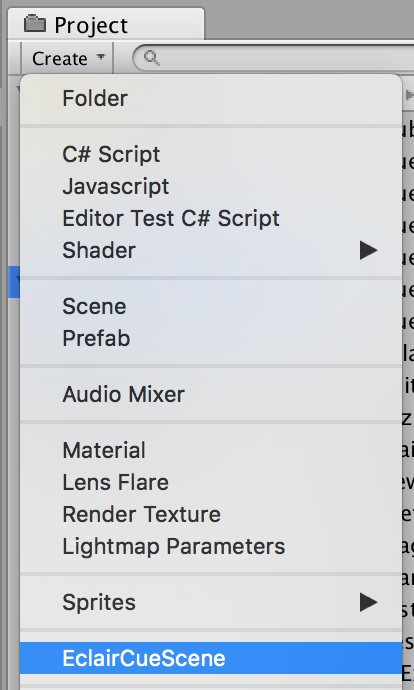 Project
Create
Folder
C# Script
Javascript
Editor Test C# Script
Shader
Scene
Prefab
Audio Mixer
Material
Lens Flare
Render Texture
Lightmap Parameters
Sprites
EclairCueScene